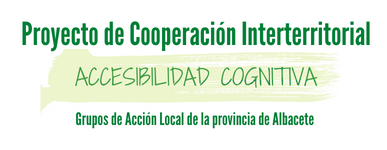 Proyecto de Cooperación Interterritorial
ACCESIBILIDAD COGNITIVA
Grupos de Acción Local de la provincia de Albacete